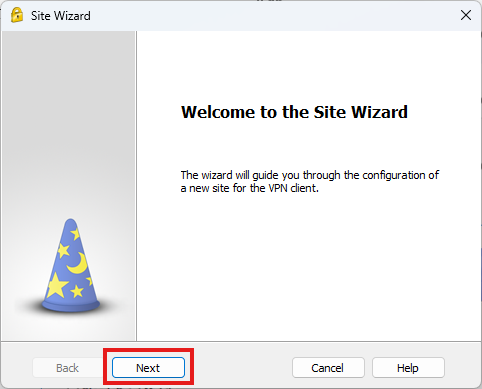 Site Wizard
Welcome to the Site Wizard
The wizard will guide you through the configuration of
a new site for the VPN client.
Back
Next
Cancel
Help